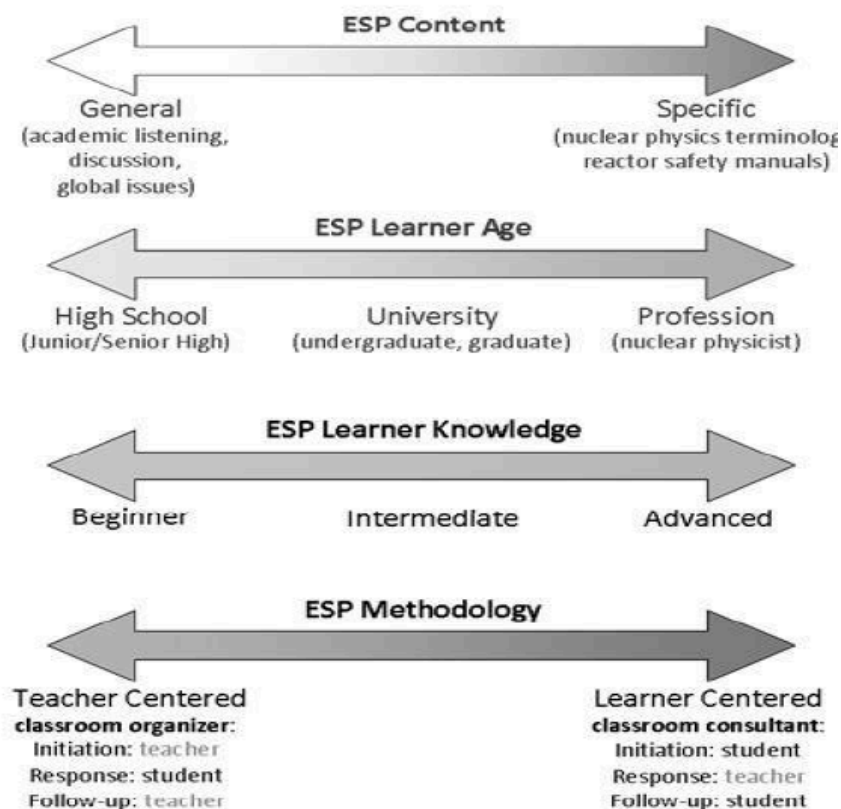 ESP Content
General
(academic listening,
discussion,
global issues)
Specific
(nuclear physics terminolog
reactor safety manuals)
ESP Learner Age
High School
(Junior/Senior High)
University
(undergraduate, graduate)
Profession
(nuclear physicist)
ESP Learner Knowledge
Beginner
Intermediate
Advanced
ESP Methodology
Teacher Centered
classroom organizer:
Initiation: teacher
Response: student
Follow-up: teacher
Learner Centered
classroom consultant:
Initiation: student
Response: teacher
Follow-up: student